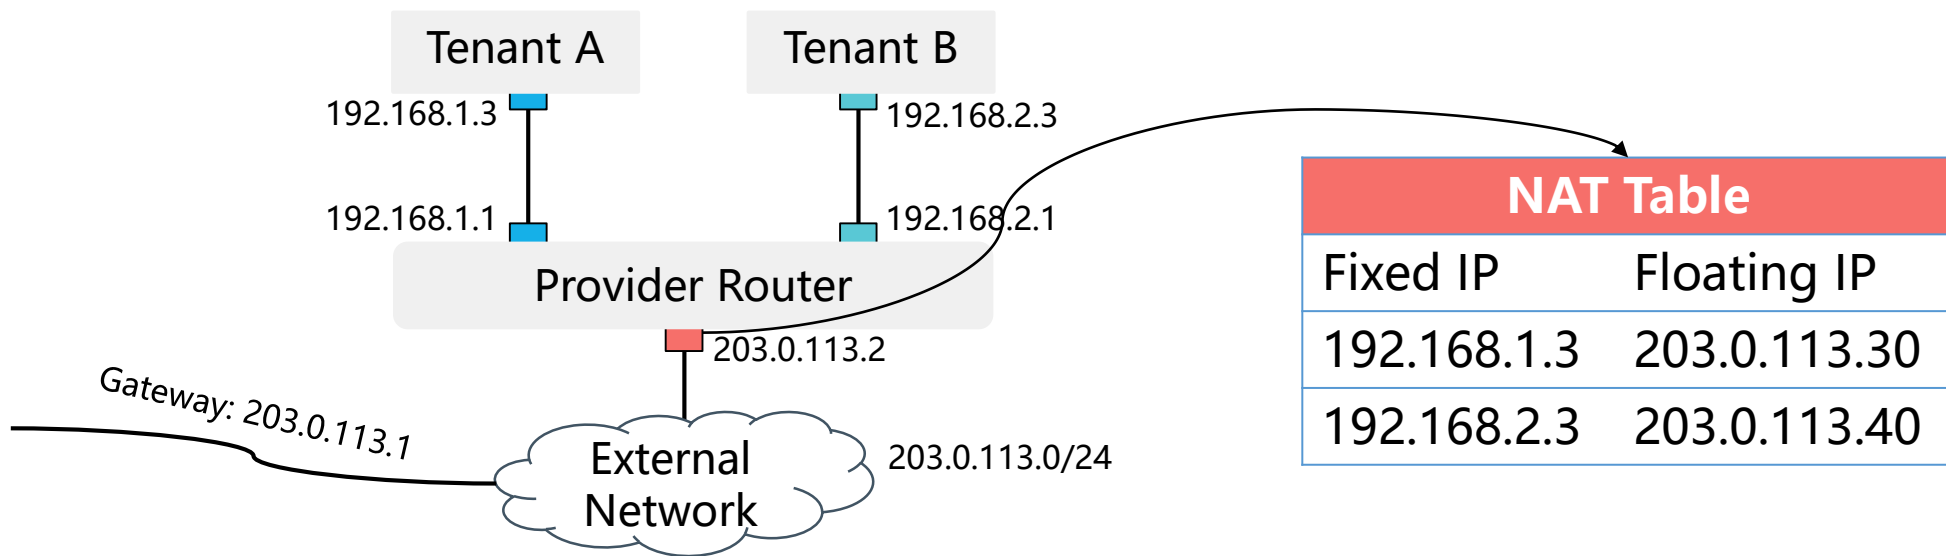 Tenant A
Tenant B
192.168.1.3
192.168.2.3
192.168.1.1
192.168.2.1
Provider Router
203.0.113.2
Gateway: 203.0.113.1
External
Network
203.0.113.0/24
NAT Table
Fixed IP Floating IP
192.168.1.3 203.0.113.30
192.168.2.3 203.0.113.40